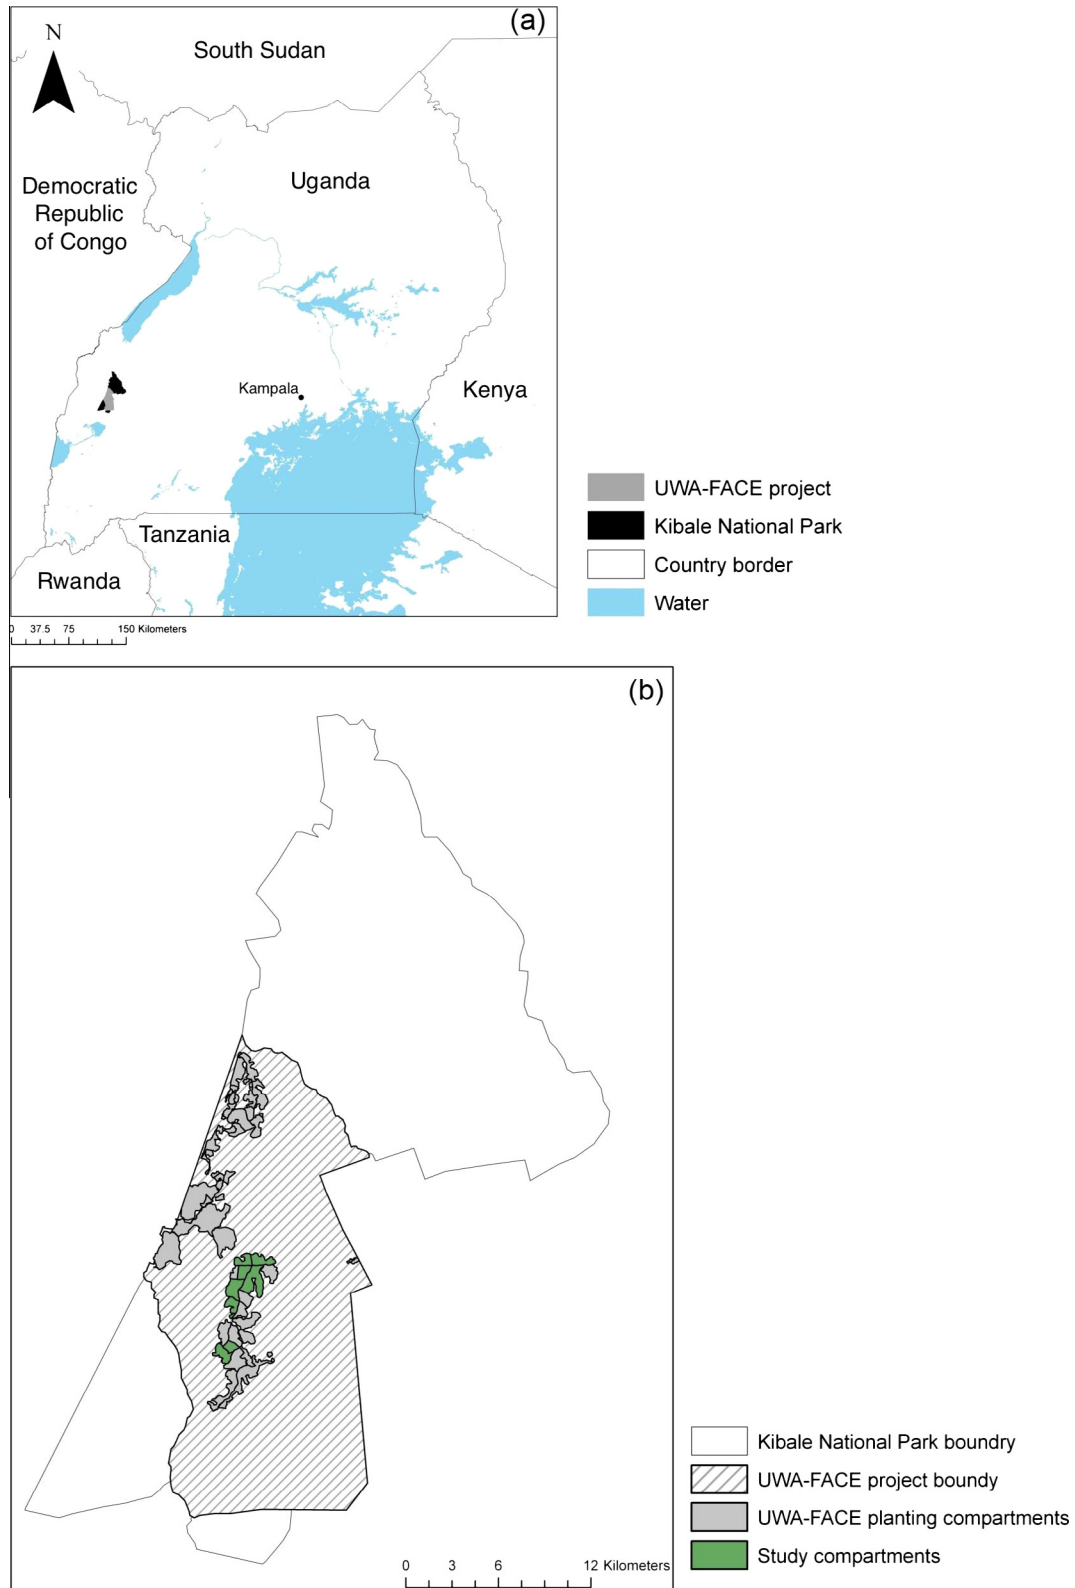 (a)
N
South Sudan
Democratic
Republic
of Congo
Uganda
Kampala
Kenya
Tanzania
Rwanda
UWA-FACE project
Kibale National Park
Country border
Water
0 37.5 75 150 Kilometers
(b)
Kibale National Park boundry
UWA-FACE project boundy
UWA-FACE planting compartments
Study compartments
0 3 6 12 Kilometers